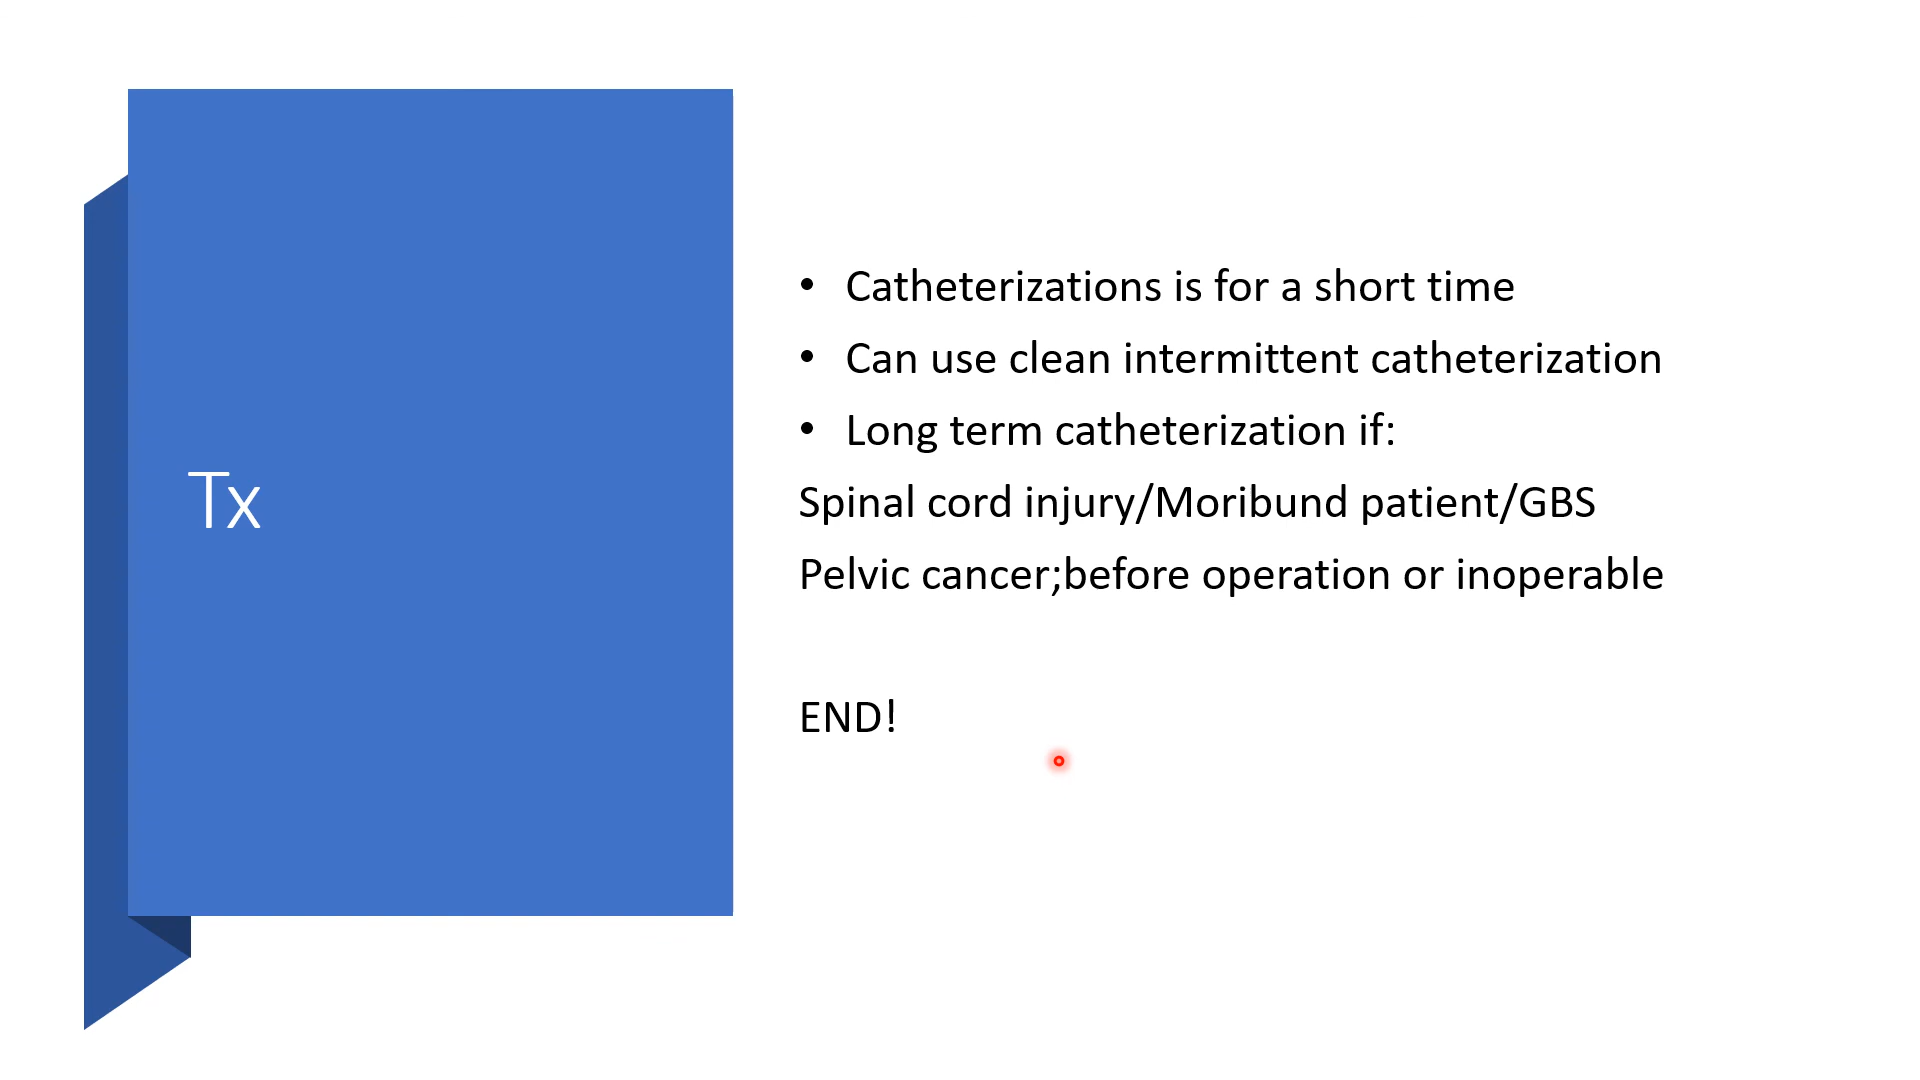 Tx
• Catheterizations is for a short time
• Can use clean intermittent catheterization
• Long term catheterization if:
Spinal cord injury/Moribund patient/GBS
Pelvic cancer;before operation or inoperable
END!